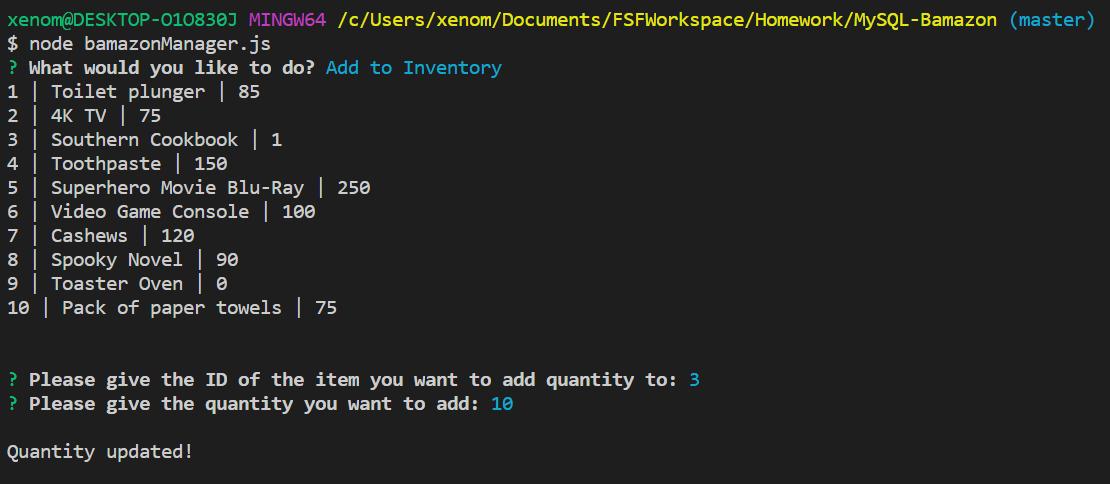 xenom@DESKTOP-O1O830J MINGW64 /c/Users/xenom/Documents/FSFWorkspace/Homework/MySQL-Bamazon (master)
$ node bamazonManager.js
? What would you like to do? Add to Inventory
1 | Toilet plunger | 85
2 | 4K TV | 75
3 | Southern Cookbook | 1
4 | Toothpaste | 150
5 | Superhero Movie Blu-Ray | 250
6 | Video Game Console | 100
7 | Cashews | 120
8 | Spooky Novel | 90
9 | Toaster Oven | 0
10 | Pack of paper towels | 75
? Please give the ID of the item you want to add quantity to: 3
? Please give the quantity you want to add: 10
Quantity updated!